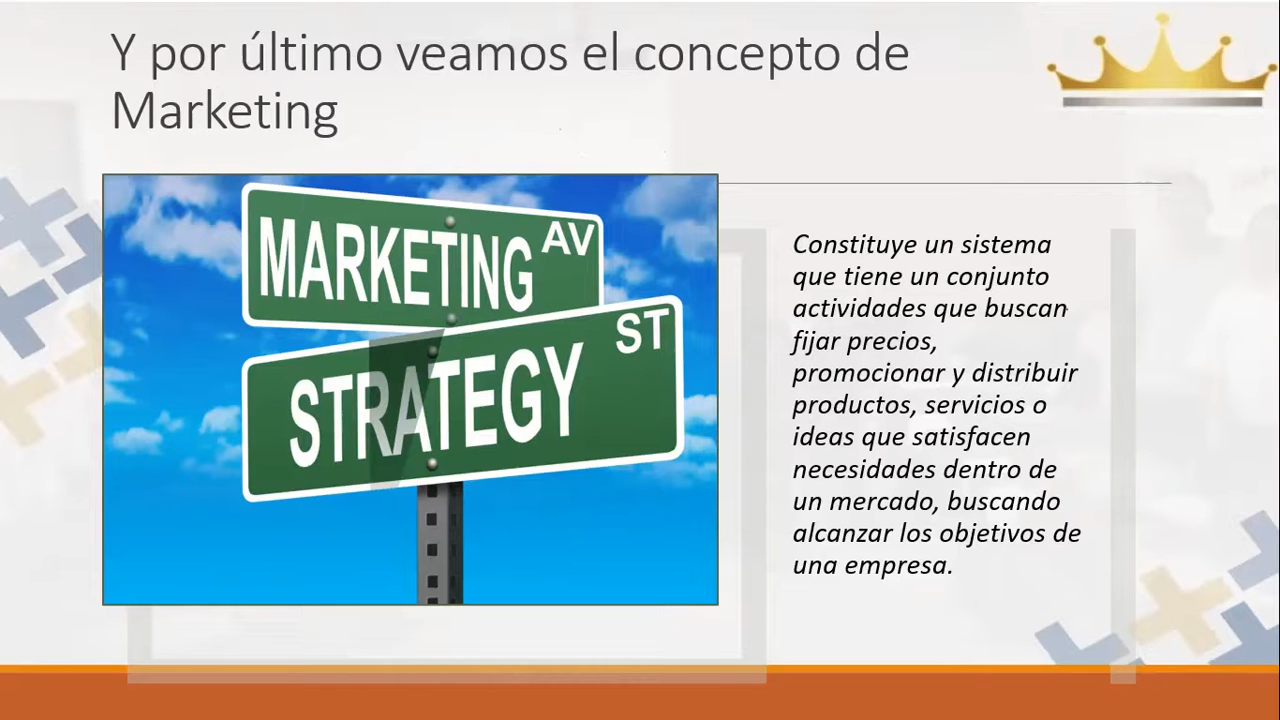 Y por último veamos el concepto de
Marketing
MARKETING AV
STRATEGY ST
Constituye un sistema
que tiene un conjunto
actividades que buscan
fijar precios,
promocionar y distribuir
productos, servicios o
ideas que satisfacen
necesidades dentro de
un mercado, buscando
alcanzar los objetivos de
una empresa.